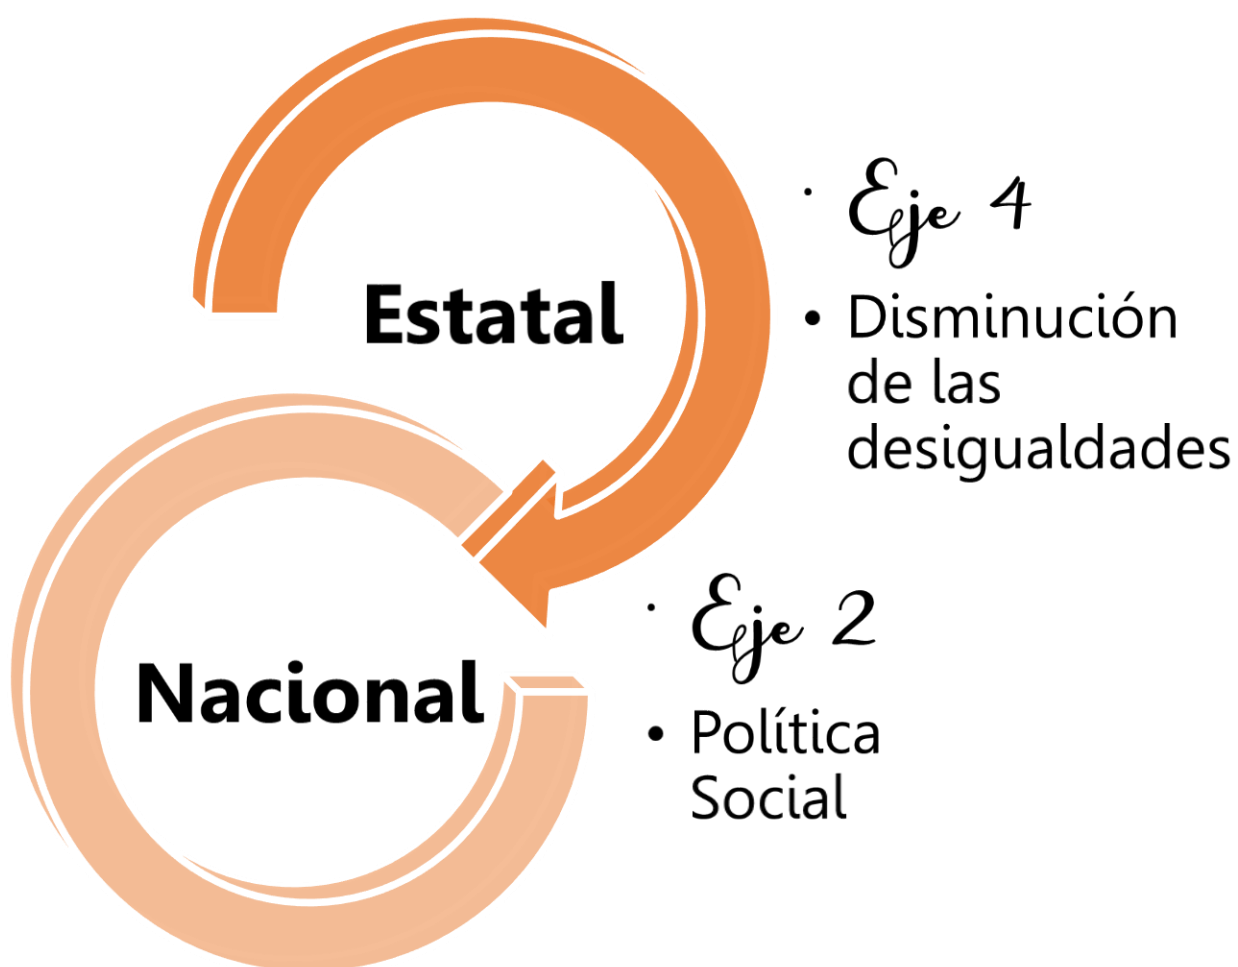 Estatal
· Eje 4
• Disminución
de las
desigualdades
Nacional
· Eje 2
• Política
Social